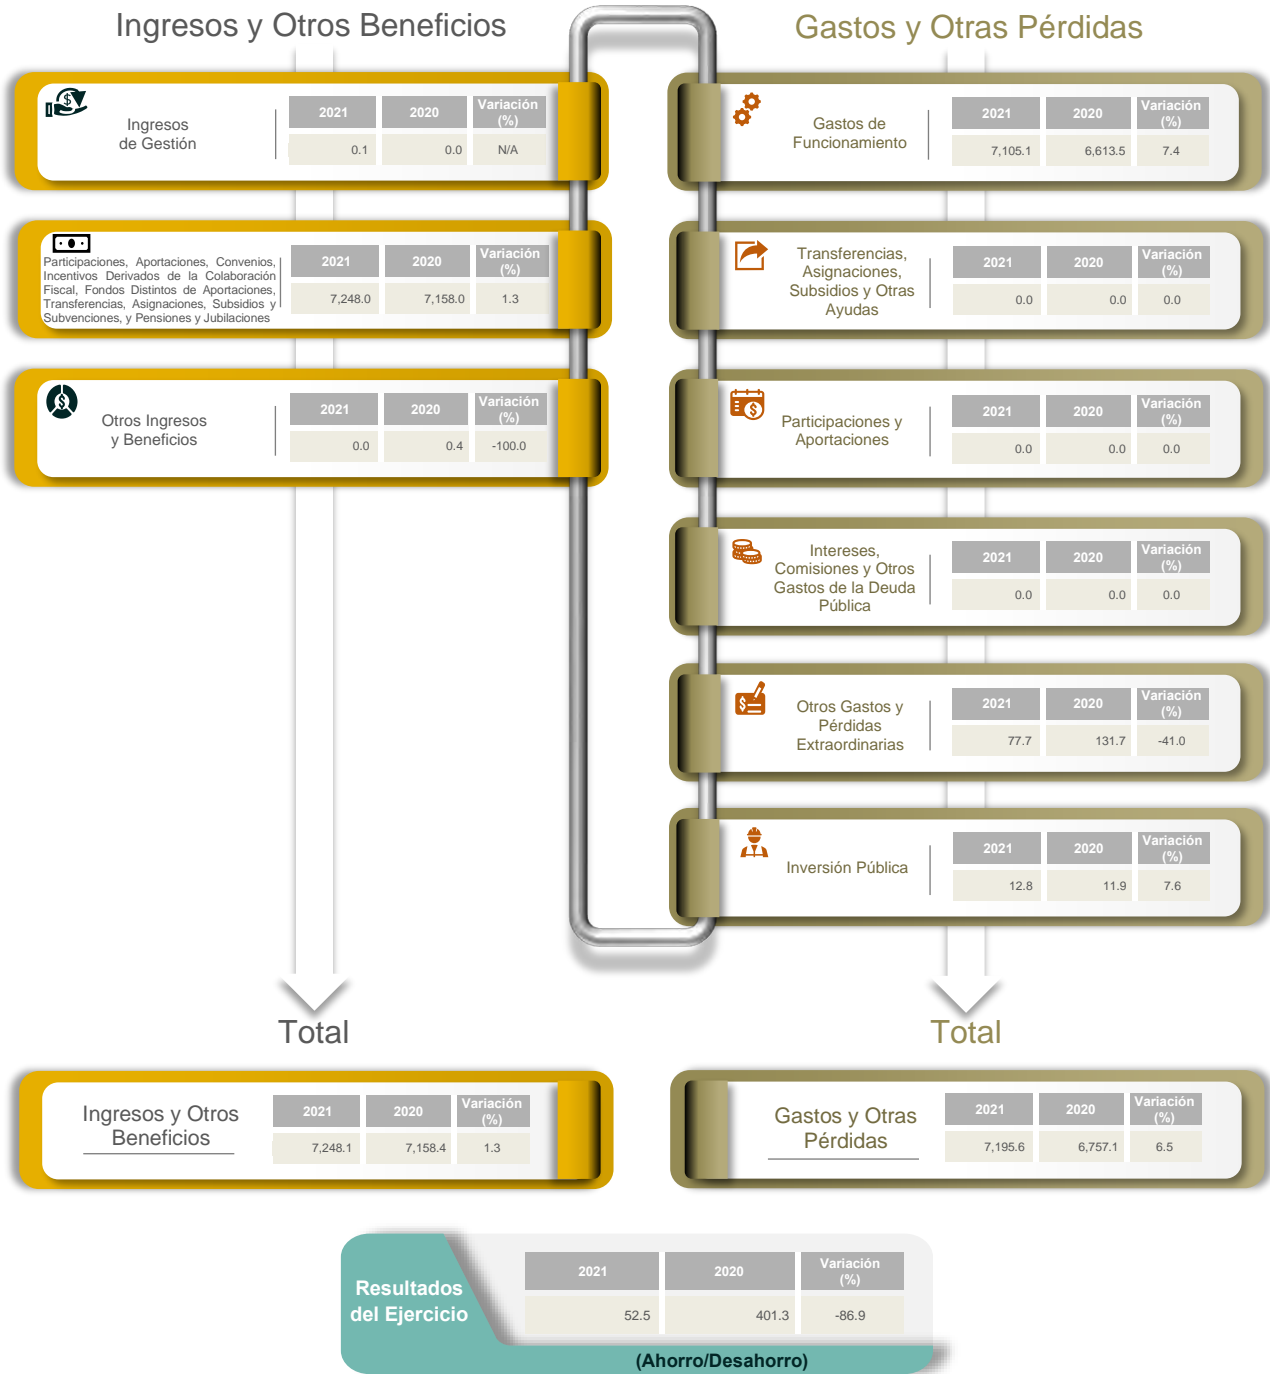 Ingresos y Otros Beneficios
Ingresos
de Gestión
2021 2020 Variación
(%)
0.1 0.0 N/A
Participaciones, Aportaciones, Convenios,
Incentivos Derivados de la Colaboración
Fiscal, Fondos Distintos de Aportaciones,
Transferencias, Asignaciones, Subsidios y
Subvenciones, y Pensiones y Jubilaciones
2021 2020 Variación
(%)
7,248.0 7,158.0 1.3
Otros Ingresos
y Beneficios
2021 2020 Variación
(%)
0.0 0.4 -100.0
Total
Ingresos y Otros
Beneficios
2021 2020 Variación
(%)
7,248.1 7,158.4 1.3
Gastos y Otras Pérdidas
Gastos de
Funcionamiento
2021 2020 Variación
(%)
7,105.1 6,613.5 7.4
Transferencias,
Asignaciones,
Subsidios y Otras
Ayudas
2021 2020 Variación
(%)
0.0 0.0 0.0
Participaciones y
Aportaciones
2021 2020 Variación
(%)
0.0 0.0 0.0
Intereses,
Comisiones y Otros
Gastos de la Deuda
Pública
2021 2020 Variación
(%)
0.0 0.0 0.0
Otros Gastos y
Pérdidas
Extraordinarias
2021 2020 Variación
(%)
77.7 131.7 -41.0
Inversión Pública
2021 2020 Variación
(%)
12.8 11.9 7.6
Total
Gastos y Otras
Pérdidas
2021 2020 Variación
(%)
7,195.6 6,757.1 6.5
Resultados
del Ejercicio
2021 2020 Variación
(%)
52.5 401.3 -86.9
(Ahorro/Desahorro)